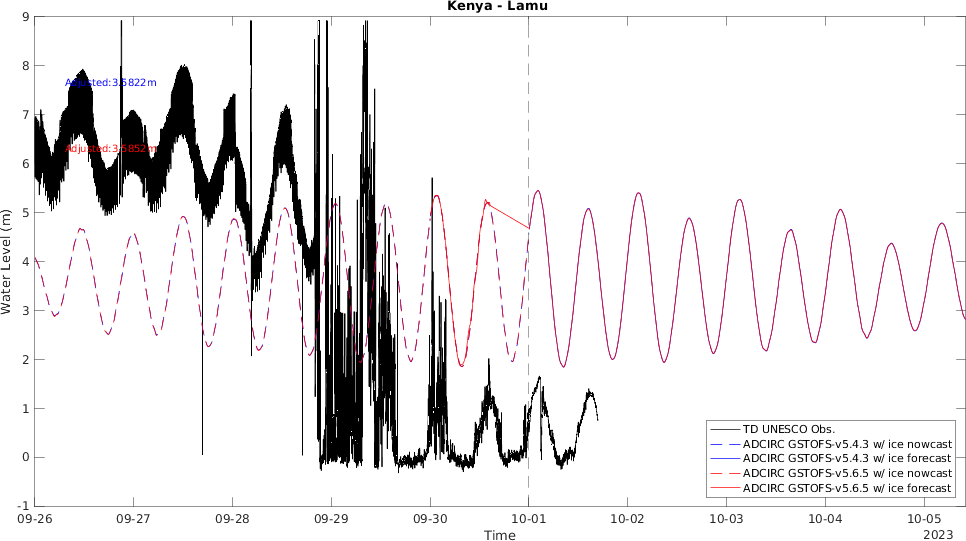 Kenya - Lamu
9
8
7
6
5
4
3
2
1
0
-1
Water Level (m)
Adjusted:3.5822m
Adjusted:3.5852m
TD UNESCO Obs.
ADCIRC GSTOFS-v5.4.3 w/ ice nowcast
ADCIRC GSTOFS-v5.4.3 w/ ice forecast
ADCIRC GSTOFS-v5.6.5 w/ ice nowcast
ADCIRC GSTOFS-v5.6.5 w/ ice forecast
09-26 09-27 09-28 09-29 09-30 10-01 10-02 10-03 10-04 10-05
Time
2023